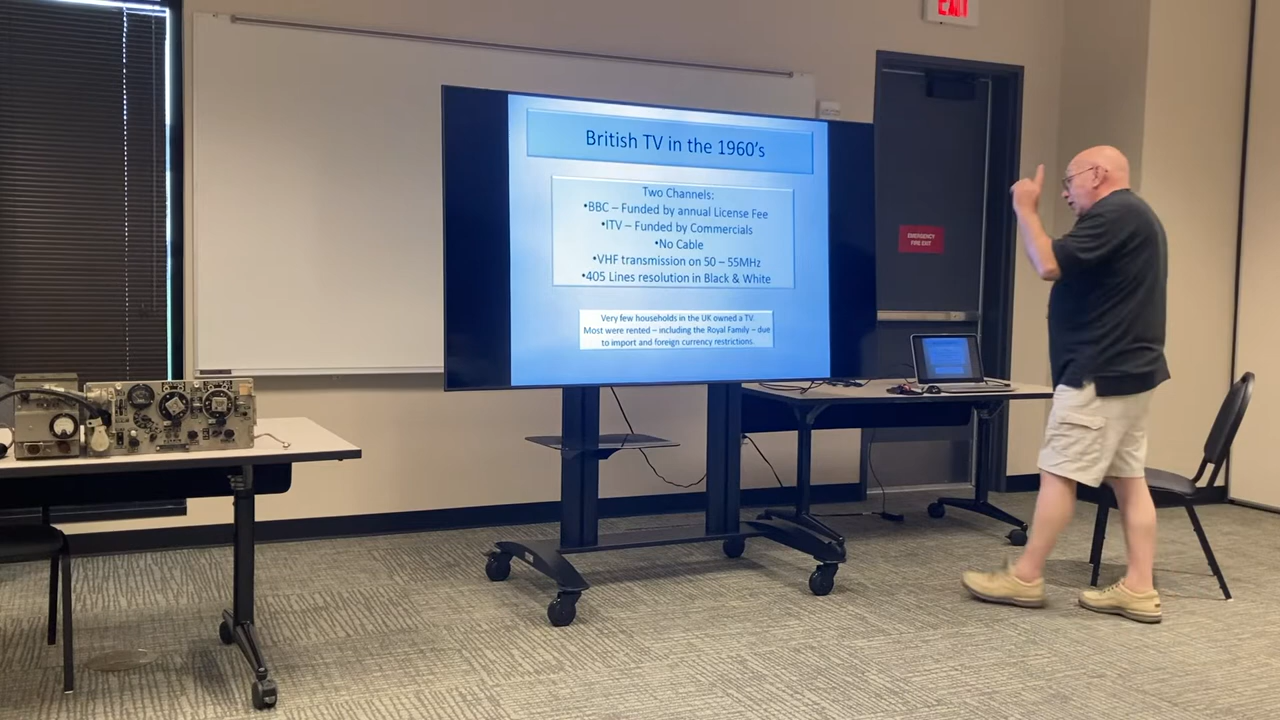 EXIT
British TV in the 1960's
Two Channels:
•BBC – Funded by annual License Fee
•ITV – Funded by Commercials
•No Cable
•VHF transmission on 50 – 55MHz
•405 Lines resolution in Black & White
Very few households in the UK owned a TV.
Most were rented – including the Royal Family – due
to import and foreign currency restrictions.
EMERGENCY
FIRE EXIT